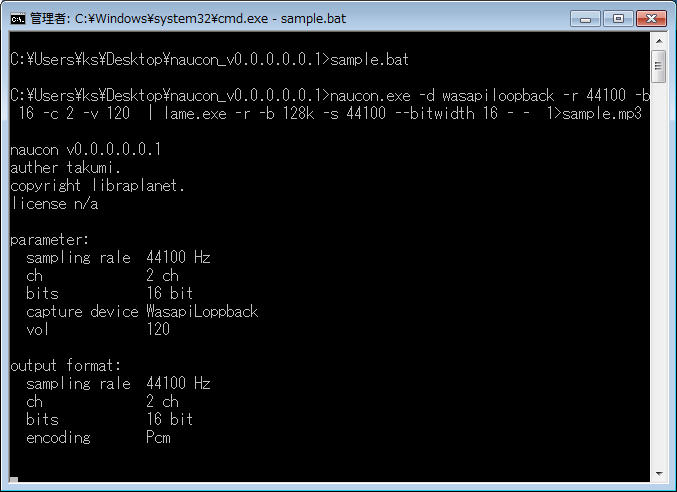 管理者: C:¥Windows¥system32¥cmd.exe - sample.bat
C:¥Users¥ks¥Desktop¥naucon_v0.0.0.0.0.1>sample.bat
C:¥Users¥ks¥Desktop¥naucon_v0.0.0.0.0.1>naucon.exe -d wasapiloopback -r 44100 -b
16 -c 2 -v 120  | lame.exe -r -b 128k -s 44100 --bitwidth 16 - -  1>sample.mp3
naucon v0.0.0.0.0.1
auther takumi.
copyright libraplanet.
license n/a
parameter:
sampling rale  44100 Hz
ch             2 ch
bits           16 bit
capture device WasapiLoppback
vol            120
output format:
sampling rale  44100 Hz
ch             2 ch
bits           16 bit
encoding       Pcm